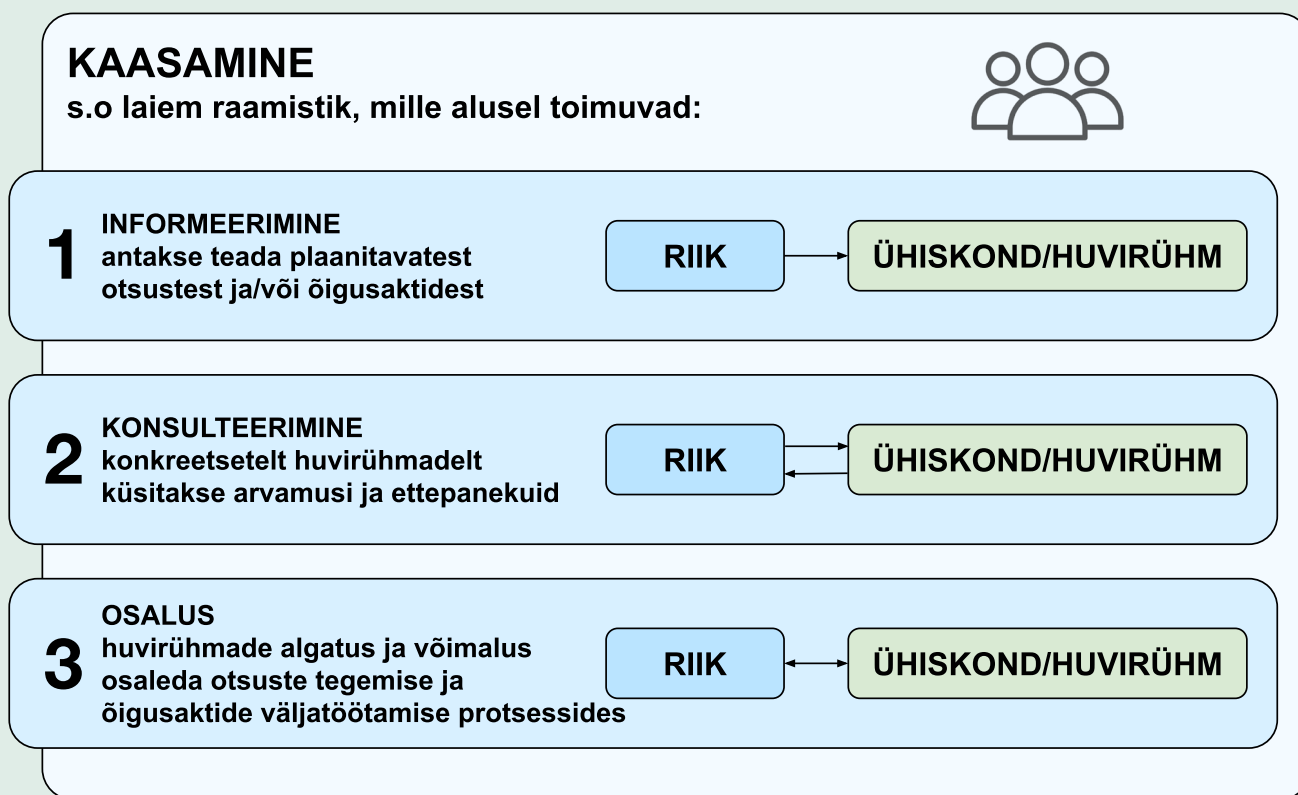 KAASAMINE
s.o laiem raamistik, mille alusel toimuvad:
1
INFORMEERIMINE
antakse teada plaanitavatest
otsustest ja/või õigusaktidest
RIIK
ÜHISKOND/HUVIRÜHM
2
KONSULTEERIMINE
konkreetsetelt huvirühmadelt
küsitakse arvamusi ja ettepanekuid
RIIK
ÜHISKOND/HUVIRÜHM
3
OSALUS
huvirühmade algatus ja võimalus
osaleda otsuste tegemise ja
õigusaktide väljatöötamise protsessides
RIIK
ÜHISKOND/HUVIRÜHM